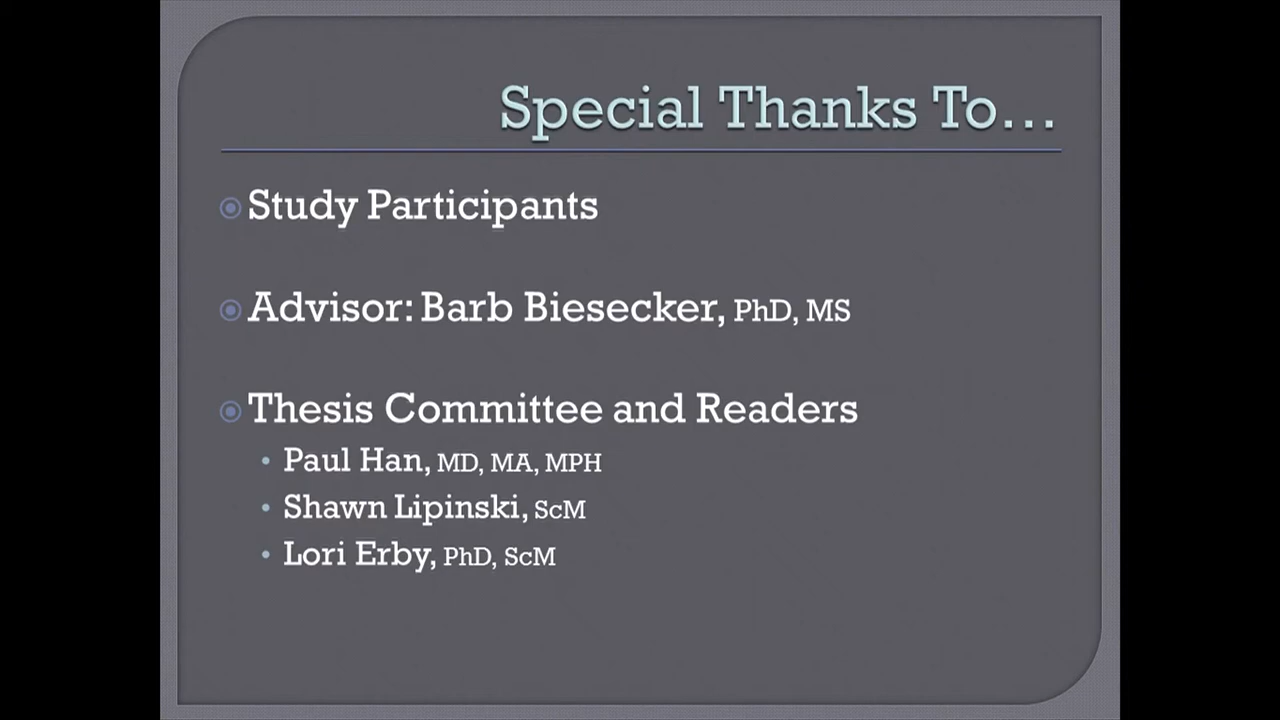 Special Thanks To...
Study Participants
Advisor: Barb Biesecker, PhD, MS
Thesis Committee and Readers
Paul Han, MD, MA, MPH
Shawn Lipinski, ScM
Lori Erby, PhD, ScM